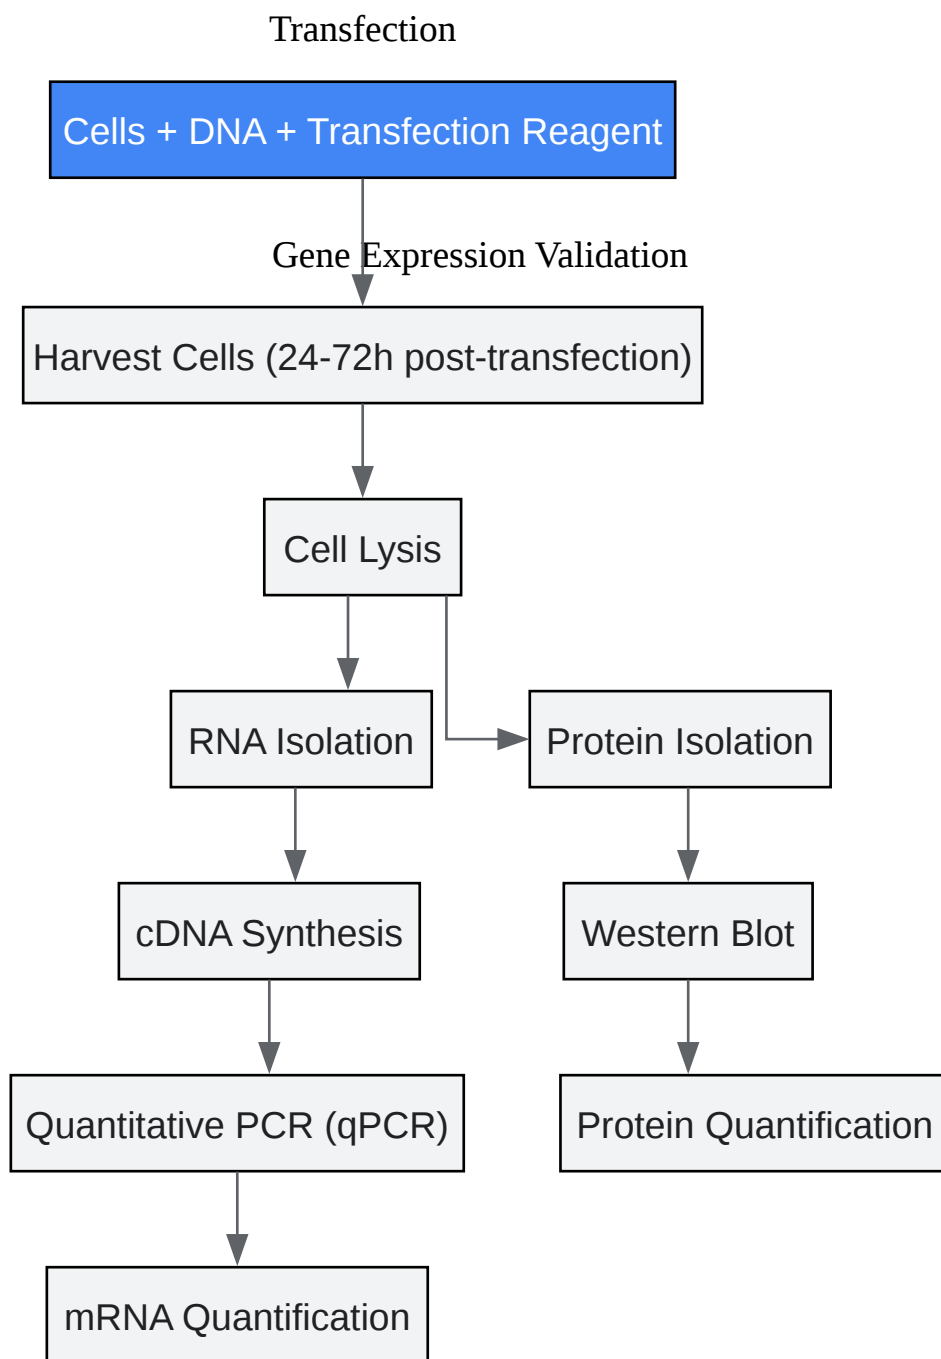 Transfection
Cells + DNA + Transfection Reagent
Gene Expression Validation
Harvest Cells (24-72h post-transfection)
Cell Lysis
RNA Isolation
Protein Isolation
cDNA Synthesis
Western Blot
Quantitative PCR (qPCR)
Protein Quantification
mRNA Quantification